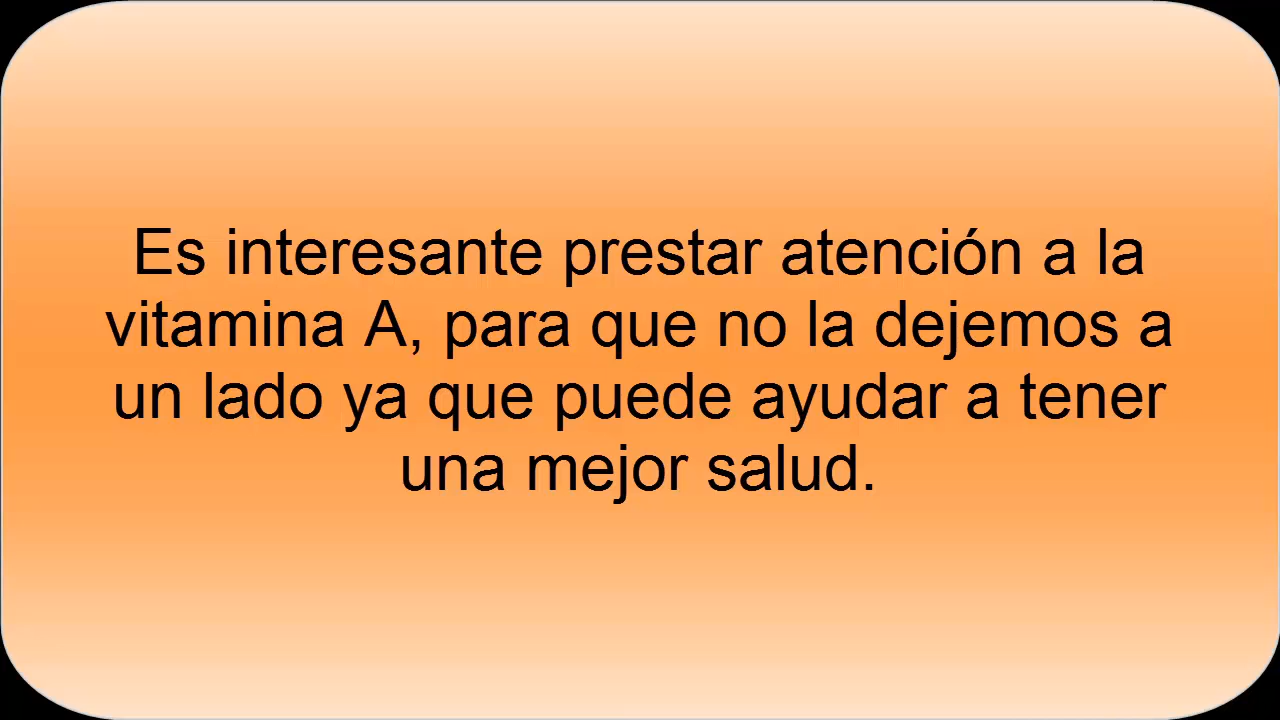 Es interesante prestar atención a la
vitamina A, para que no la dejemos a
un lado ya que puede ayudar a tener
una mejor salud.